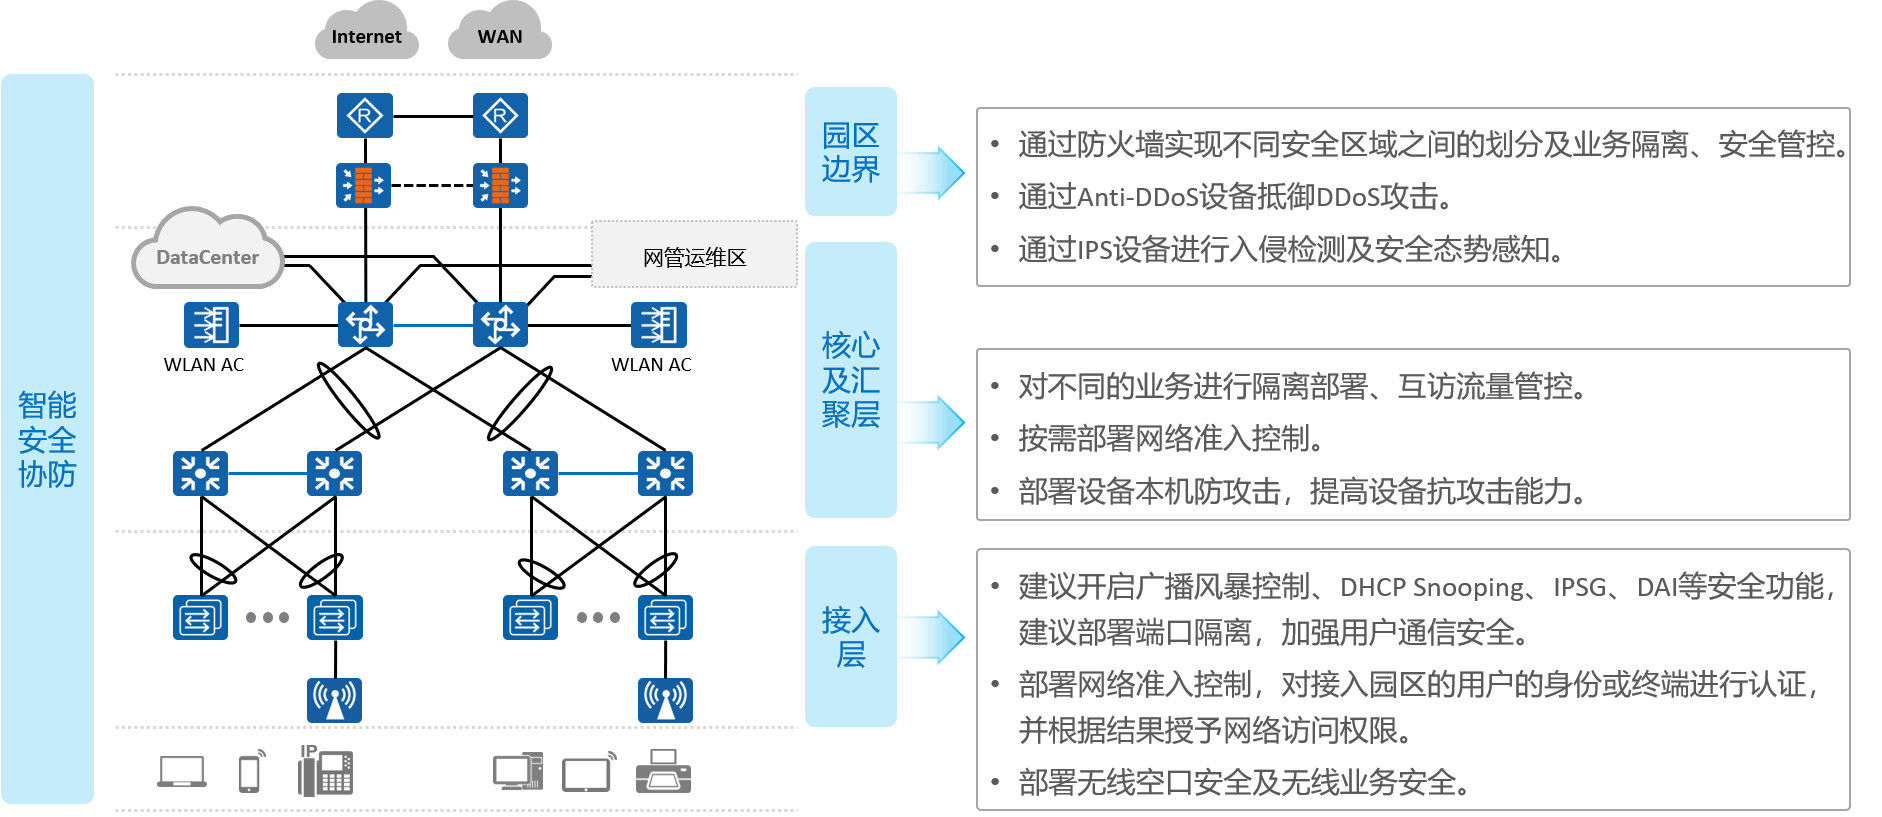 Internet
WAN
R
R
DataCenter
网管运维区
WLAN AC
WLAN AC
IP
智能
安全
协防
园区
边界
• 通过防火墙实现不同安全区域之间的划分及业务隔离、安全管控。
• 通过Anti-DDoS设备抵御DDoS攻击。
• 通过IPS设备进行入侵检测及安全态势感知。
核心
及汇
聚层
• 对不同的业务进行隔离部署、互访流量管控。
• 按需部署网络准入控制。
• 部署设备本机防攻击，提高设备抗攻击能力。
接入
层
• 建议开启广播风暴控制、DHCP Snooping、IPSG、DAI等安全功能，
建议部署端口隔离，加强用户通信安全。
• 部署网络准入控制，对接入园区的用户的身份或终端进行认证，
并根据结果授予网络访问权限。
• 部署无线空口安全及无线业务安全。